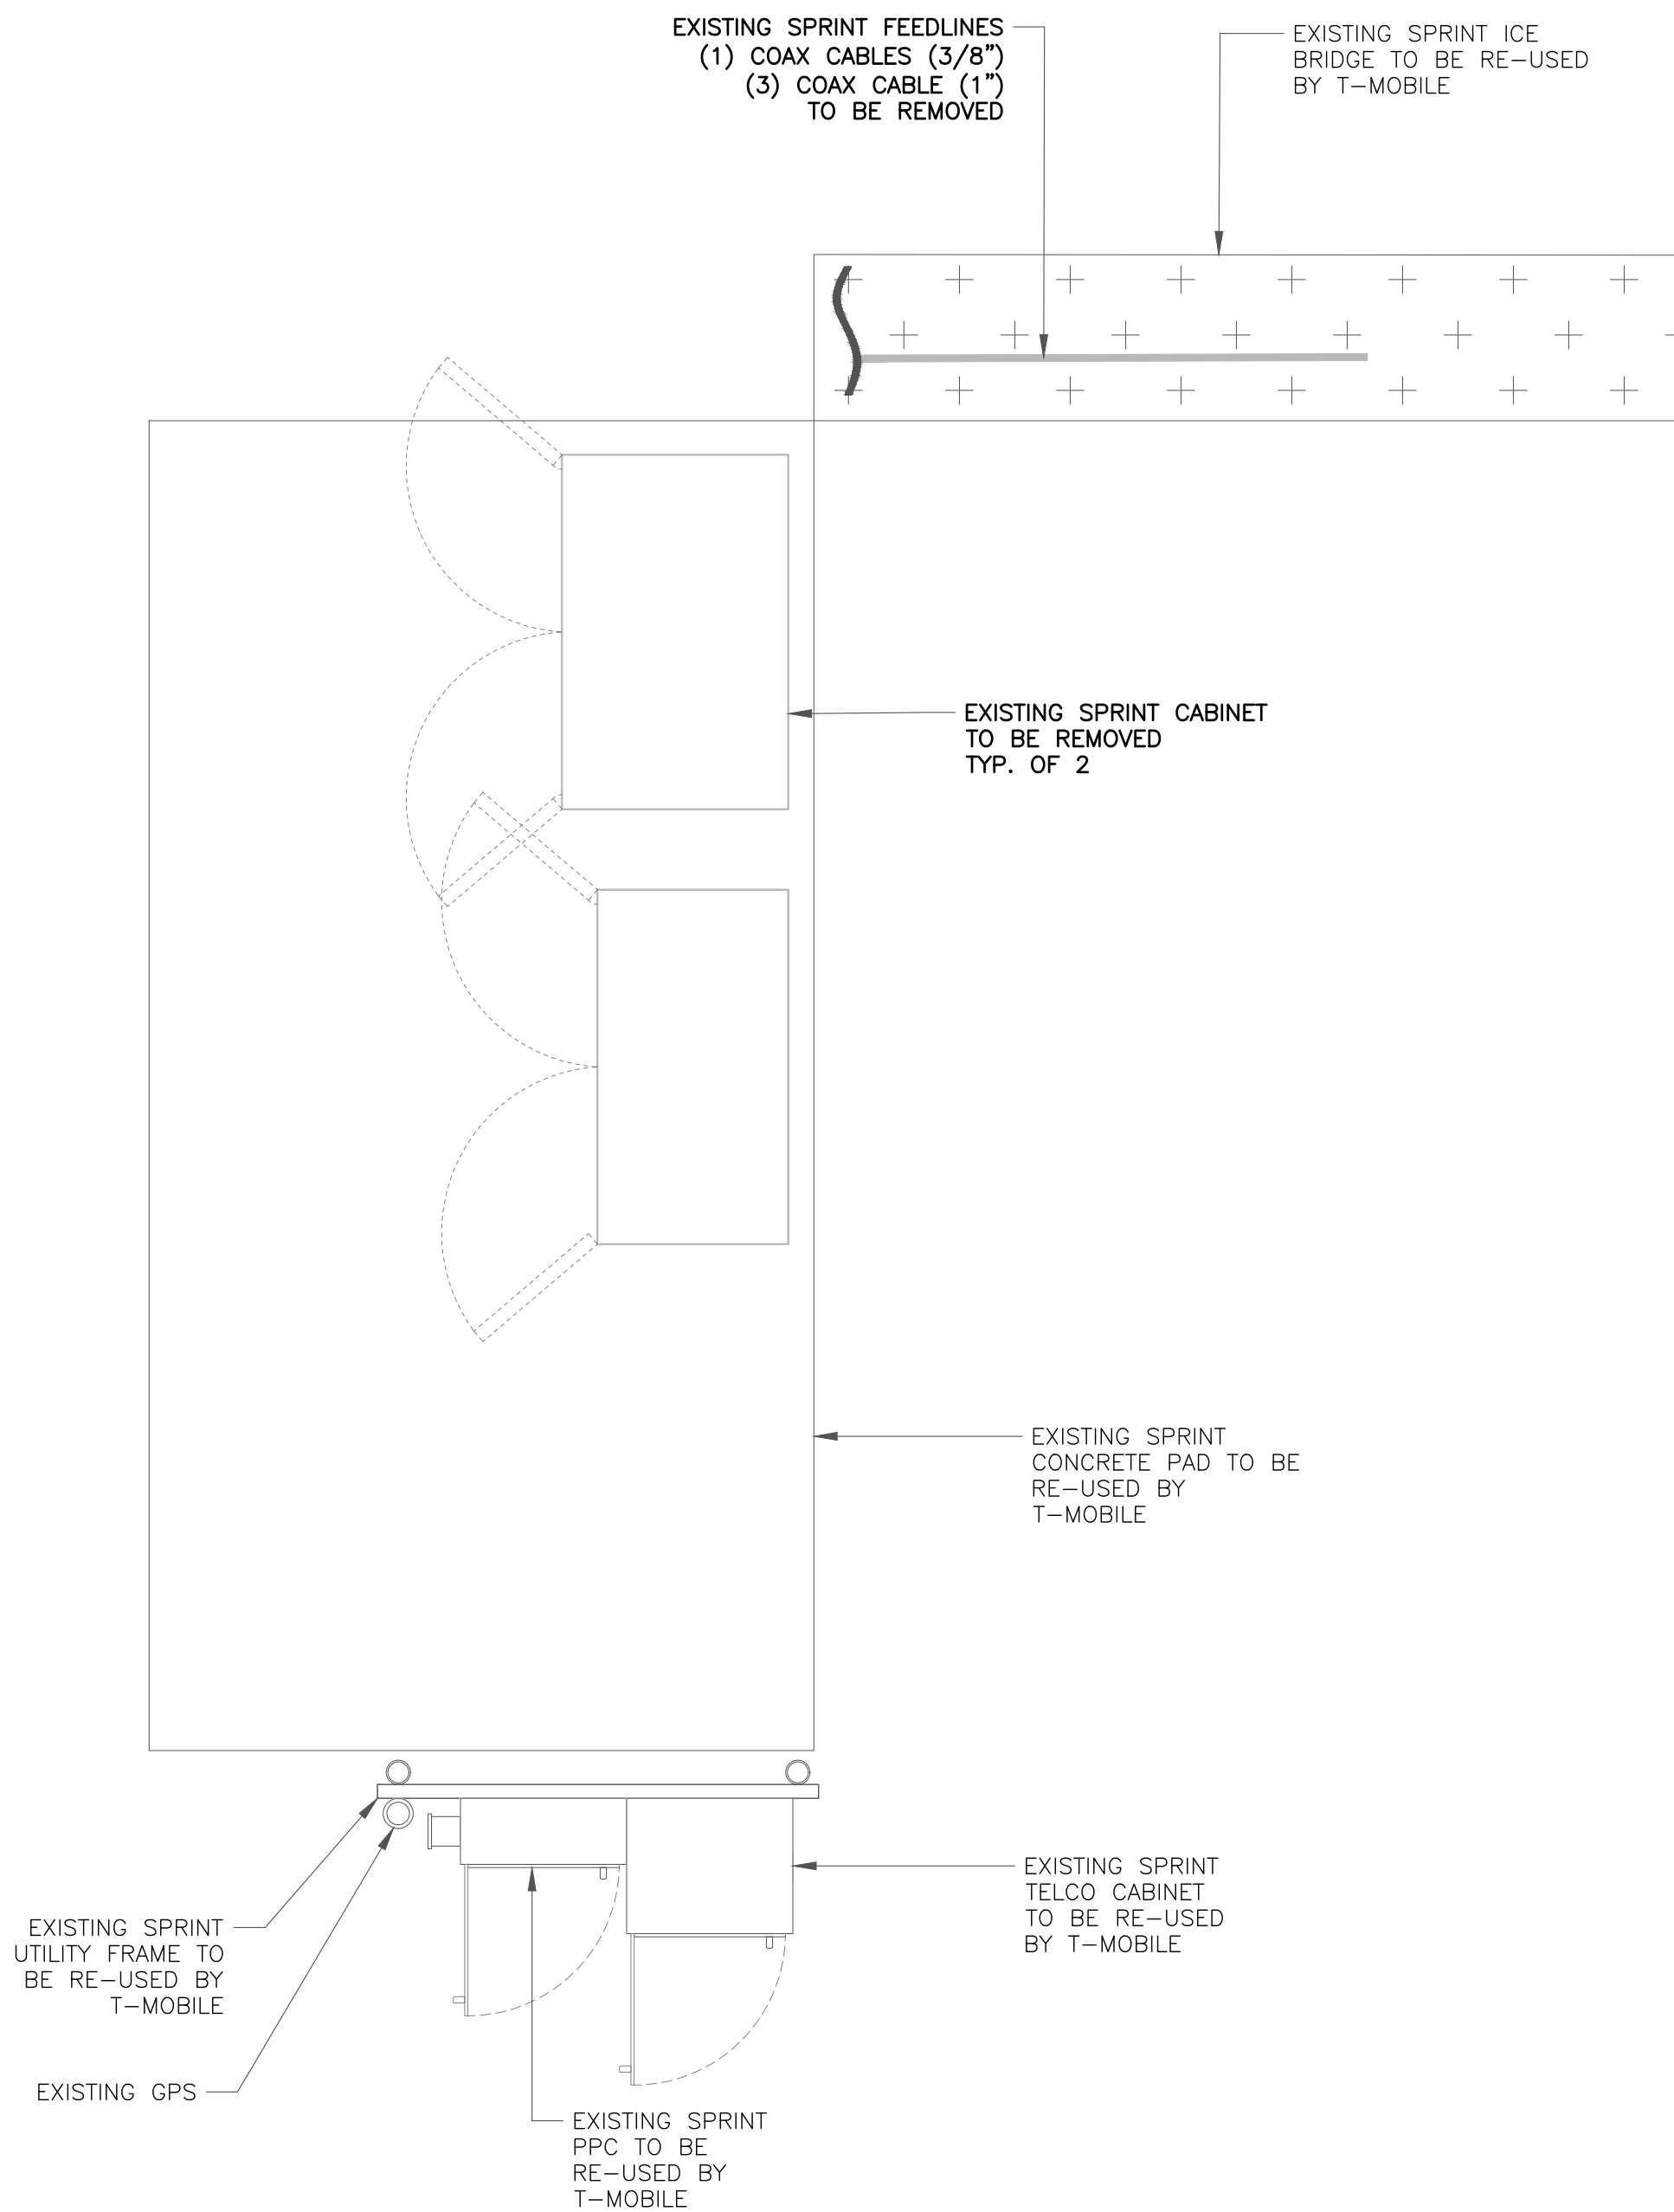 EXISTING SPRINT FEEDLINES
(1) COAX CABLES (3/8”)
(3) COAX CABLE (1”)
TO BE REMOVED
EXISTING SPRINT ICE
BRIDGE TO BE RE-USED
BY T-MOBILE
EXISTING SPRINT CABINET
TO BE REMOVED
TYP. OF 2
EXISTING SPRINT
CONCRETE PAD TO BE
RE-USED BY
T-MOBILE
EXISTING SPRINT
TELCO CABINET
TO BE RE-USED
BY T-MOBILE
EXISTING SPRINT
UTILITY FRAME TO
BE RE-USED BY
T-MOBILE
EXISTING GPS
EXISTING SPRINT
PPC TO BE
RE-USED BY
T-MOBILE